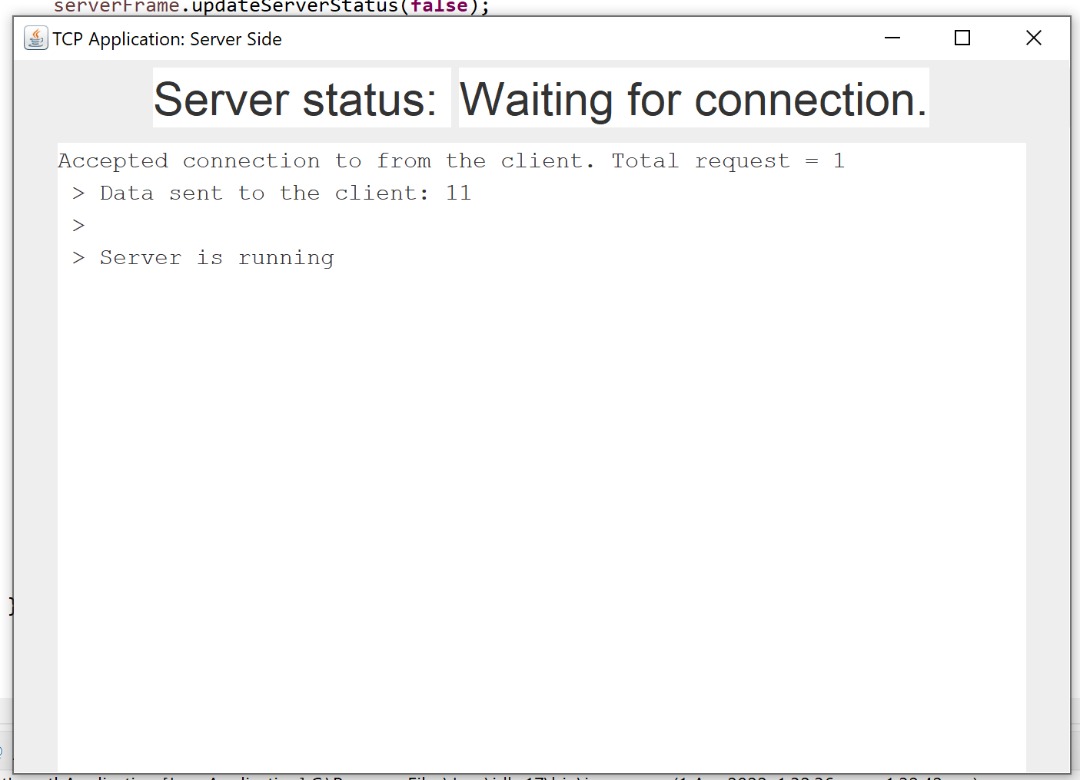 serverFrame.updateServerStatus(false);
TCP Application: Server Side
Server status: Waiting for connection.
Accepted connection to from the client. Total request = 1
> Data sent to the client: 11
>
> Server is running
}